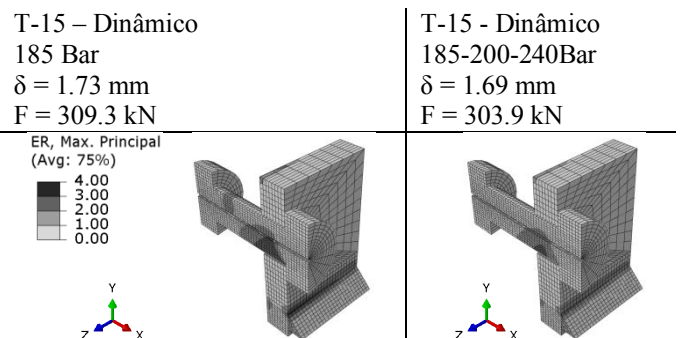 T-15 – Dinâmico
185 Bar
δ = 1.73 mm
F = 309.3 kN
T-15 - Dinâmico
185-200-240Bar
δ = 1.69 mm
F = 303.9 kN
ER, Max. Principal
(Avg: 75%)
4.00
3.00
2.00
1.00
0.00
Y
Z X
Y
Z X